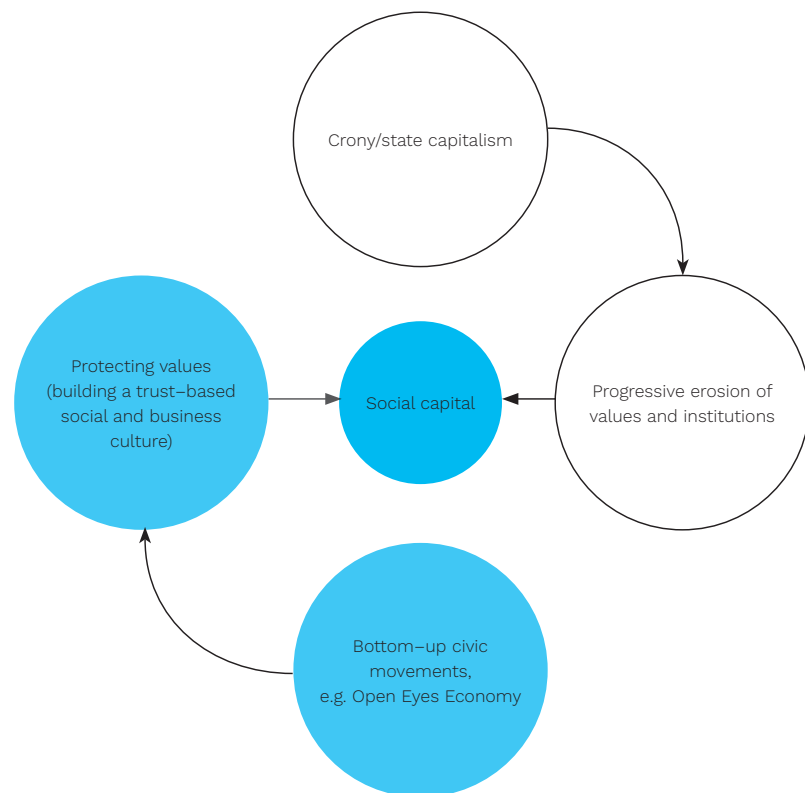 Crony/state capitalism
Protecting values
(building a trust–based
social and business
culture)
Social capital
Progressive erosion of
values and institutions
Bottom–up civic
movements,
e.g. Open Eyes Economy